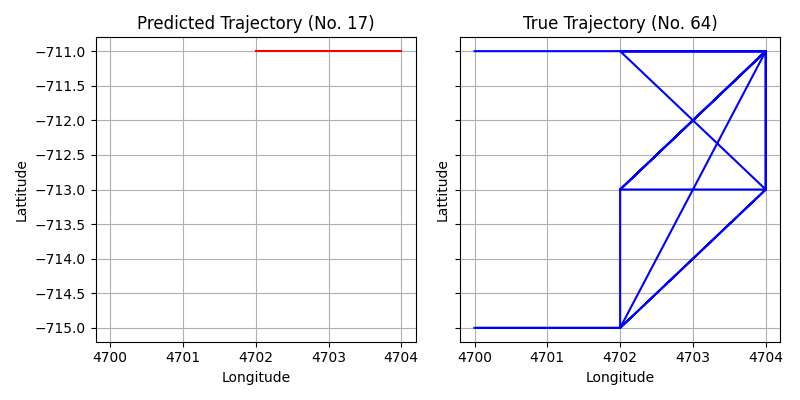 Predicted Trajectory (No. 17)
True Trajectory (No. 64)
Lattitude
−711.0
−711.5
−712.0
−712.5
−713.0
−713.5
−714.0
−714.5
−715.0
4700 4701 4702 4703 4704
Longitude
Lattitude
4700 4701 4702 4703 4704
Longitude